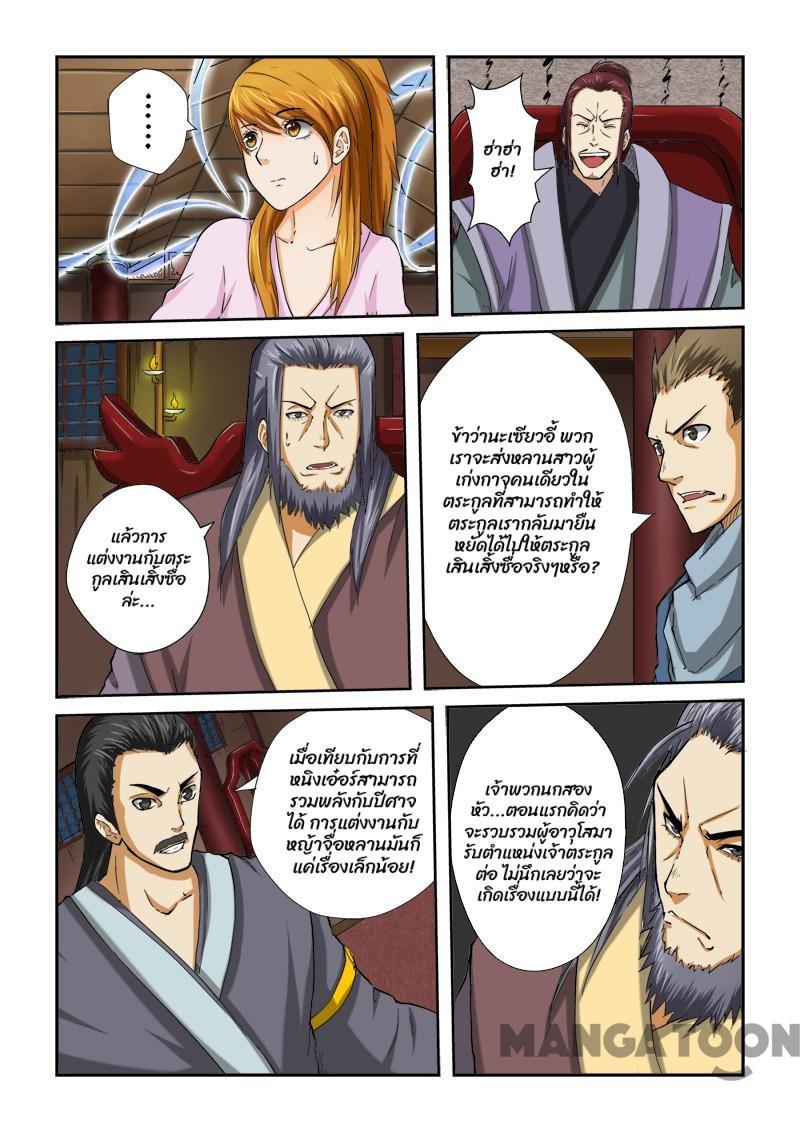 ......
ฮ่าฮ่า
ฮ่า!
แล้วการ
แต่งงานกับตระ
กูลเสินเสิ้งซื่อ
ล่ะ...
ข้าว่านะเซียวอี้ พวก
เราจะส่งหลานสาวผู้
เก่งกาจคนเดียวใน
ตระกูลที่สามารถทำให้
ตระกูลเรากลับมายืน
หยัดได้ไปให้ตระกูล
เสินเสิ้งซื่อจริงๆหรือ?
เมื่อเทียบกับการที่
หนิงเอ๋อร์สามารถ
รวมพลังกับปีศาจ
ได้ การแต่งงานกับ
หญ้าจื่อหลานมันก็
แค่เรื่องเล็กน้อย!
เจ้าพวกนกสอง
หัว...ตอนแรกคิดว่า
จะรวบรวมผู้อาวุโสมา
รับตำแหน่งเจ้าตระกูล
ต่อ ไม่นึกเลยว่าจะ
เกิดเรื่องแบบนี้ได้!
MANGATOON